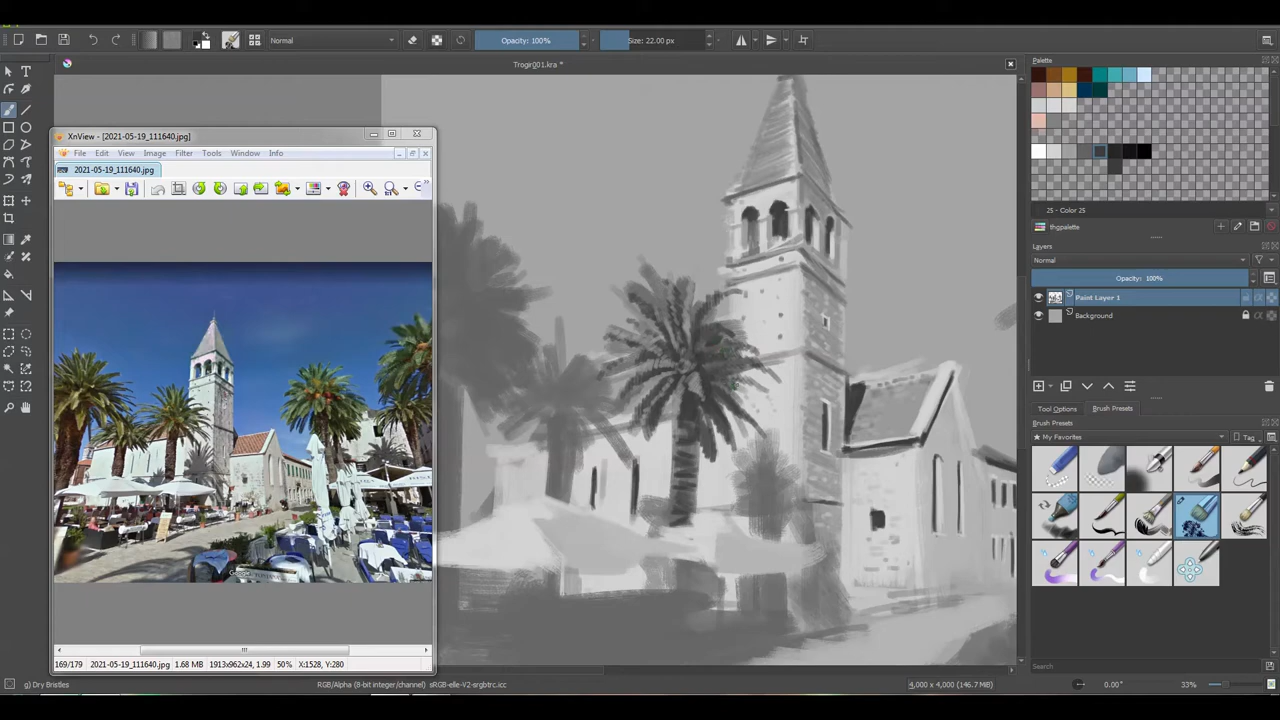 Normal
Opacity: 100%
Size: 22.00 px
Trogir001.kra *
XnView - [2021-05-19_111640.jpg]
File Edit View Image Filter Tools Window Info
2021-05-19_111640.jpg
169/179 2021-05-19_111640.jpg 1.68 MB 1913x962x24, 1.99 50% X:1528, Y:280
Palette
25 - Color 25
thgpalette
Layers
Normal
Opacity: 100%
Paint Layer 1
Background
Tool Options Brush Presets
Brush Presets
My Favorites
Tag
Search
g) Dry Bristles
RGB/Alpha (8-bit integer/channel) sRGB-elle-V2-srgbtrc.icc
4,000 x 4,000 (146.7 MiB)
0.00°
33%